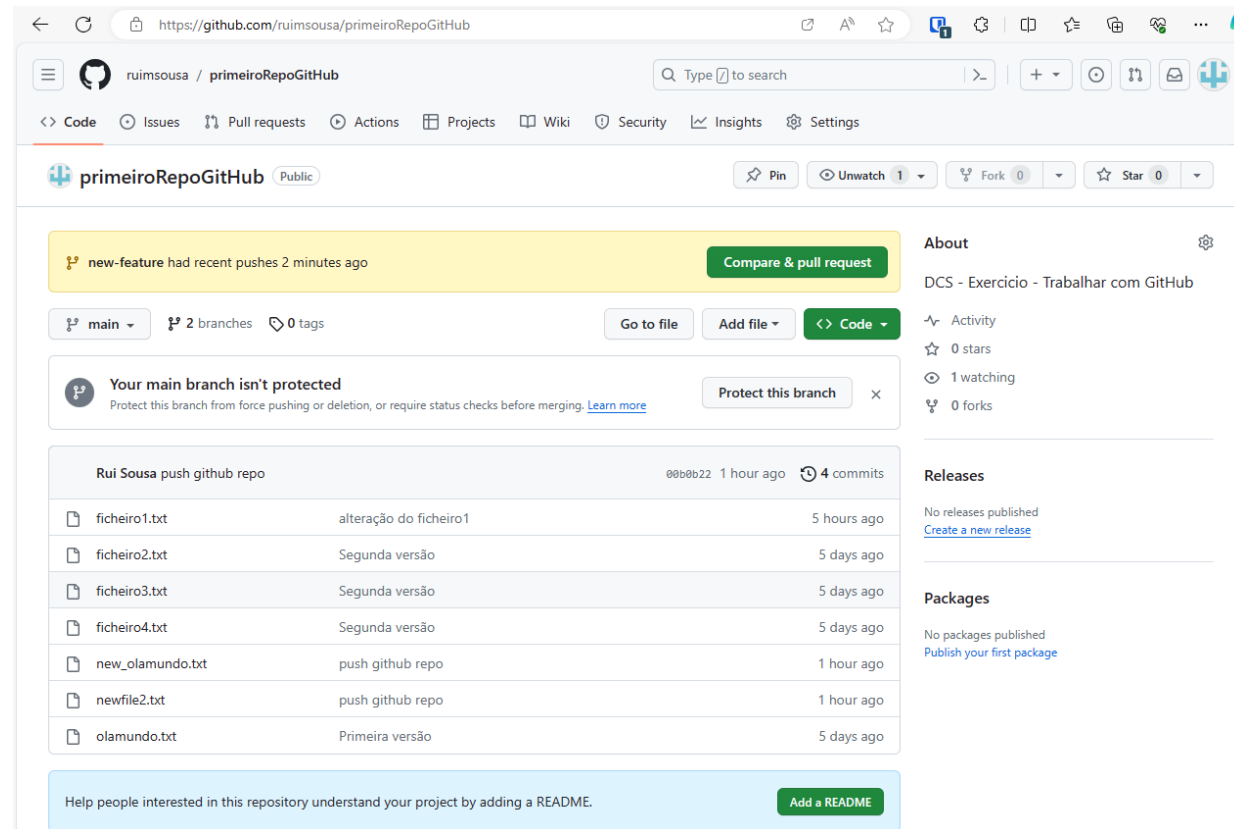 https://github.com/ruimsousa/primeiroRepoGitHub
1
ruimsousa / primeiroRepoGitHub
Type / to search
Code Issues Pull requests Actions Projects Wiki Security Insights Settings
primeiroRepoGitHub Public
Pin Unwatch 1 Fork 0 Star 0
new-feature had recent pushes 2 minutes ago
Compare & pull request
main 2 branches 0 tags
Go to file Add file <> Code
Your main branch isn't protected
Protect this branch from force pushing or deletion, or require status checks before merging. Learn more
Protect this branch
Rui Sousa push github repo 00b0b22 1 hour ago 4 commits
ficheiro1.txt alteração do ficheiro1 5 hours ago
ficheiro2.txt Segunda versão 5 days ago
ficheiro3.txt Segunda versão 5 days ago
ficheiro4.txt Segunda versão 5 days ago
new_olamundo.txt push github repo 1 hour ago
newfile2.txt push github repo 1 hour ago
olamundo.txt Primeira versão 5 days ago
Help people interested in this repository understand your project by adding a README.
Add a README
About
DCS - Exercicio - Trabalhar com GitHub
Activity
0 stars
1 watching
0 forks
Releases
No releases published
Create a new release
Packages
No packages published
Publish your first package